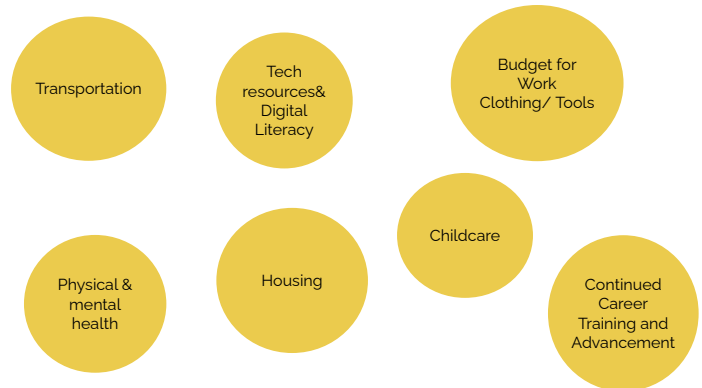 Transportation
Tech
resources&
Digital
Literacy
Budget for
Work
Clothing/ Tools
Childcare
Physical &
mental
health
Housing
Continued
Career
Training and
Advancement